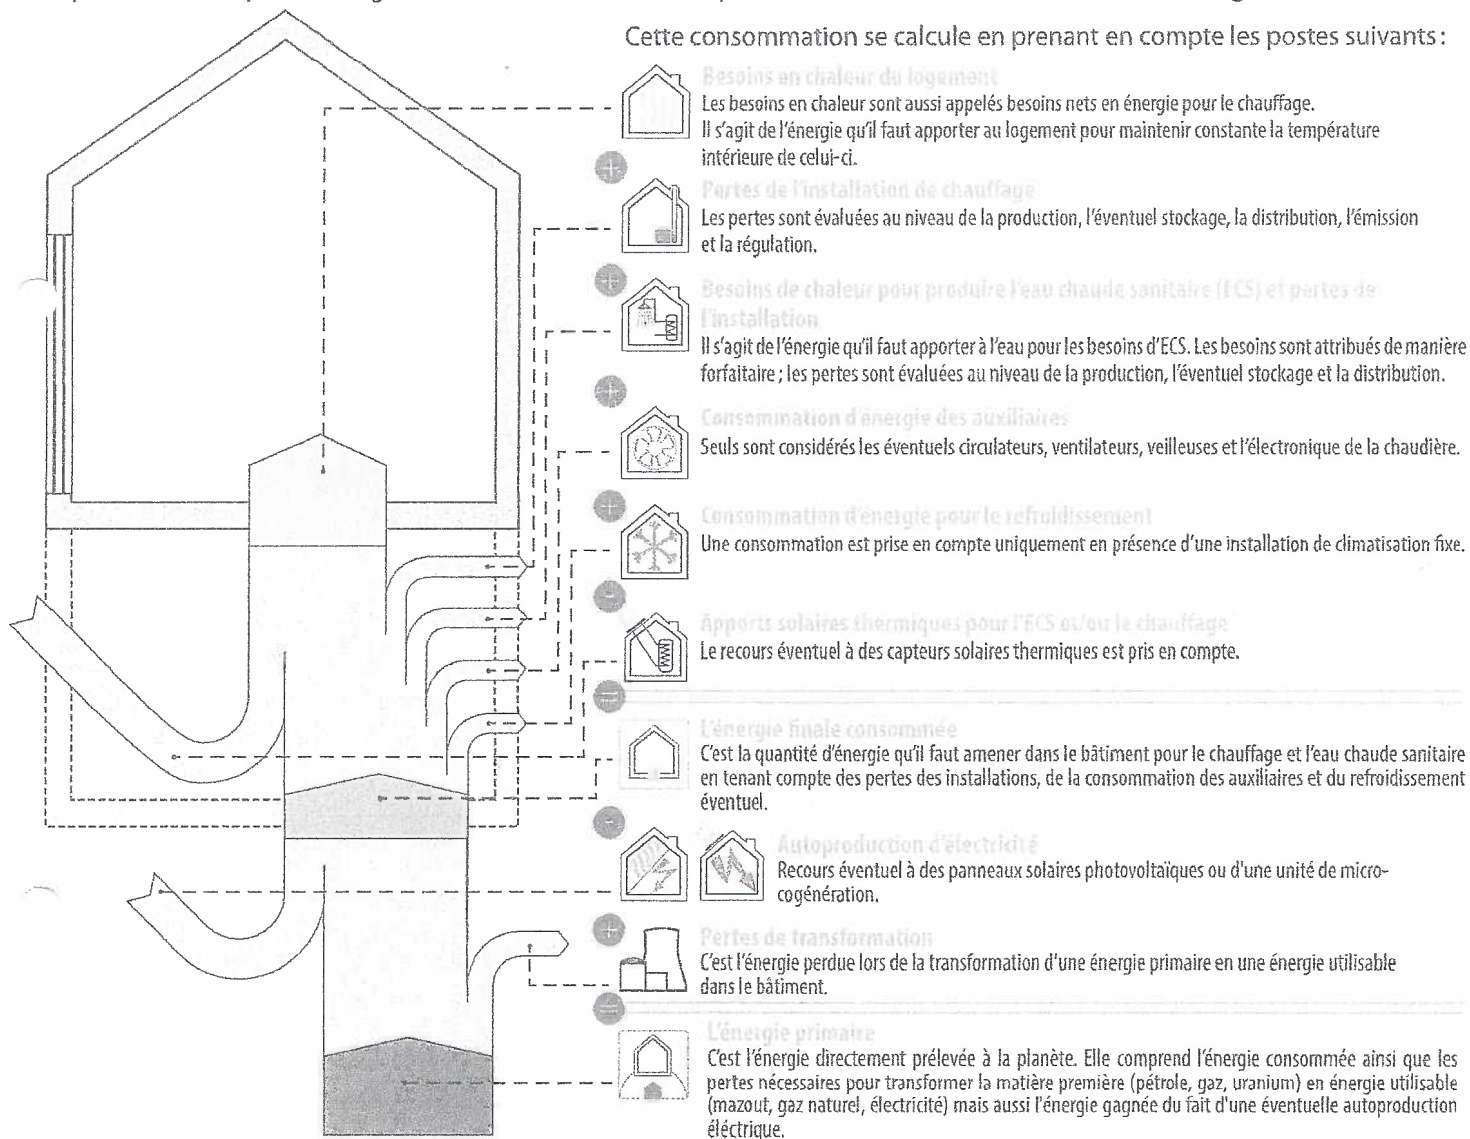 Cette consommation se calcule en prenant en compte les postes suivants :
Besoins en chaleur du logement
Les besoins en chaleur sont aussi appelés besoins nets en énergie pour le chauffage.
Il s'agit de l'énergie qu'il faut apporter au logement pour maintenir constante la température
intérieure de celui-ci.
+
Pertes de l'installation de chauffage
Les pertes sont évaluées au niveau de la production, l'éventuel stockage, la distribution, l'émission
et la régulation.
+
Besoins de chaleur pour produire l'eau chaude sanitaire (ECS) et pertes de
l'installation
Il s'agit de l'énergie qu'il faut apporter à l'eau pour les besoins d'ECS. Les besoins sont attribués de manière
forfaitaire ; les pertes sont évaluées au niveau de la production, l'éventuel stockage et la distribution.
+
Consommation d'énergie des auxiliaires
Seuls sont considérés les éventuels circulateurs, ventilateurs, veilleuses et l'électronique de la chaudière.
+
Consommation d'énergie pour le refroidissement
Une consommation est prise en compte uniquement en présence d'une installation de climatisation fixe.
-
Apports solaires thermiques pour l'ECS et/ou le chauffage
Le recours éventuel à des capteurs solaires thermiques est pris en compte.
=
L'énergie finale consommée
C'est la quantité d'énergie qu'il faut amener dans le bâtiment pour le chauffage et l'eau chaude sanitaire
en tenant compte des pertes des installations, de la consommation des auxiliaires et du refroidissement
éventuel.
-
Autoproduction d'électricité
Recours éventuel à des panneaux solaires photovoltaïques ou d'une unité de micro-
cogénération.
+
Pertes de transformation
C'est l'énergie perdue lors de la transformation d'une énergie primaire en une énergie utilisable
dans le bâtiment.
=
L'énergie primaire
C'est l'énergie directement prélevée à la planète. Elle comprend l'énergie consommée ainsi que les
pertes nécessaires pour transformer la matière première (pétrole, gaz, uranium) en énergie utilisable
(mazout, gaz naturel, électricité) mais aussi l'énergie gagnée du fait d'une éventuelle autoproduction
éléctrique.